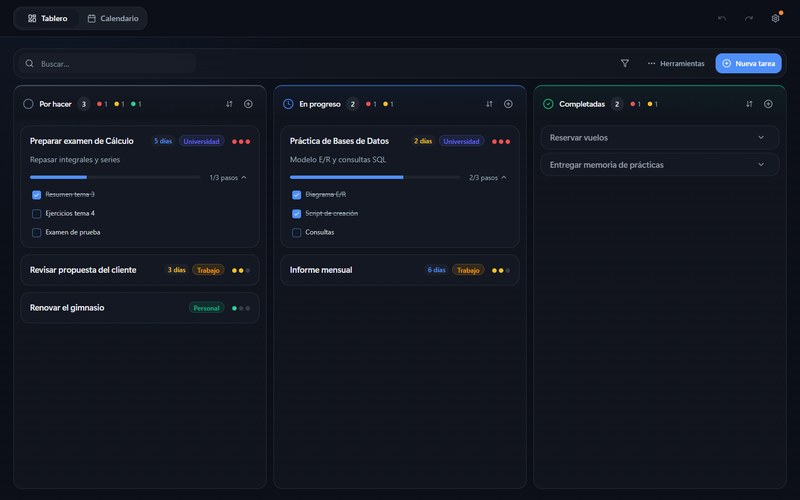 Tablero
Calendario
Buscar...
Herramientas
Nueva tarea
Por hacer 3 1 1 1
Preparar examen de Cálculo 5 días Universidad
Repasar integrales y series
1/3 pasos
Resumen tema 3
Ejercicios tema 4
Examen de prueba
Revisar propuesta del cliente 3 días Trabajo
Renovar el gimnasio Personal
En progreso 2 1 1
Práctica de Bases de Datos 2 días Universidad
Modelo E/R y consultas SQL
2/3 pasos
Diagrama E/R
Script de creación
Consultas
Informe mensual 6 días Trabajo
Completadas 2 1 1
Reservar vuelos
Entregar memoria de prácticas